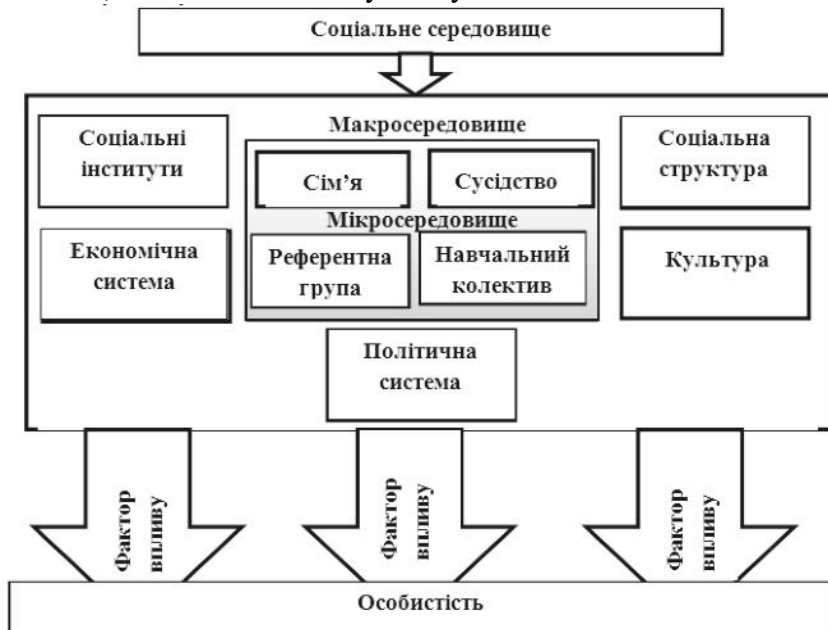 Соціальне середовище
Макросередовище
Соціальні
інститути
Сім’я
Сусідство
Соціальна
структура
Мікросередовище
Економічна
система
Референтна
група
Навчальний
колектив
Культура
Політична
система
Фактор
впливу
Фактор
впливу
Фактор
впливу
Особистість